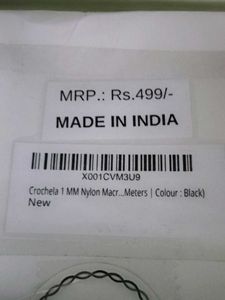 MRP.: Rs.499/-
MADE IN INDIA
X001CVM3U9
Crochela 1 MM Nylon Macr...Meters | Colour : Black)
New